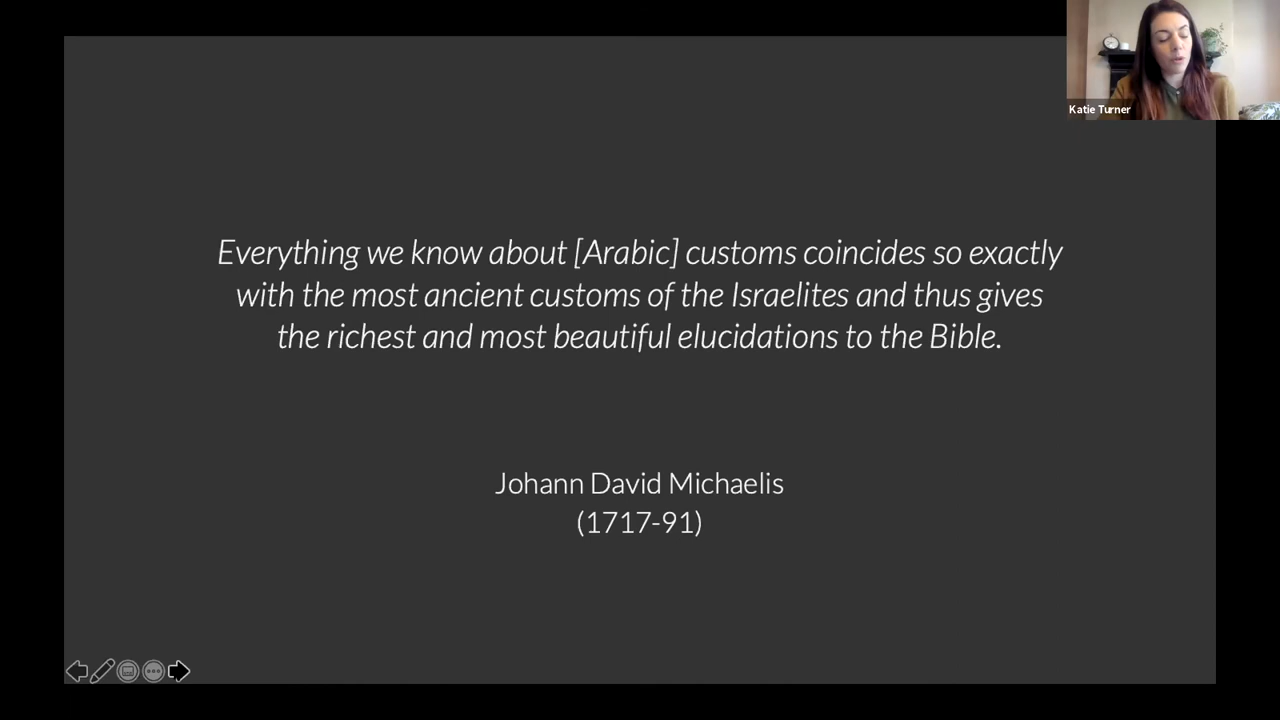 Katie Turner
Everything we know about [Arabic] customs coincides so exactly
with the most ancient customs of the Israelites and thus gives
the richest and most beautiful elucidations to the Bible.
Johann David Michaelis
(1717-91)